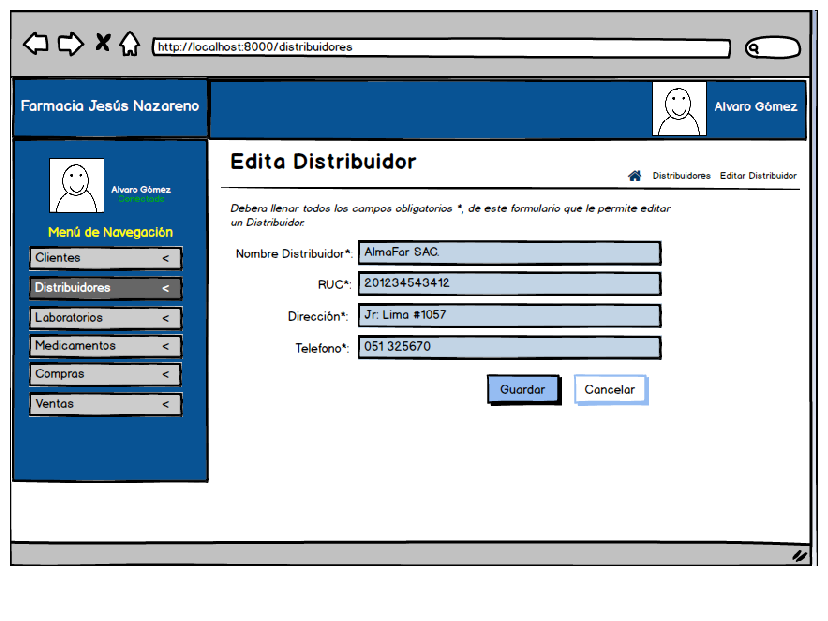 http://localhost:8000/distribuidores
Farmacia Jesús Nazareno
Alvaro Gómez
Alvaro Gómez
Conectado
Menú de Navegación
Clientes <
Distribuidores <
Laboratorios <
Medicamentos <
Compras <
Ventas <
Edita Distribuidor
Distribudores Editar Distribuidor
Debera llenar todos los campos obligatorios *, de este formulario que le permite editar
un Distribuidor.
Nombre Distribuidor*: AlmaFar SAC.
RUC*: 201234543412
Dirección*: Jr: Lima #1057
Telefono*: 051 325670
Guardar Cancelar